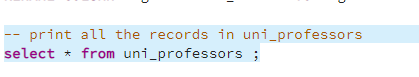 -- print all the records in uni_professors
select * from uni_professors ;